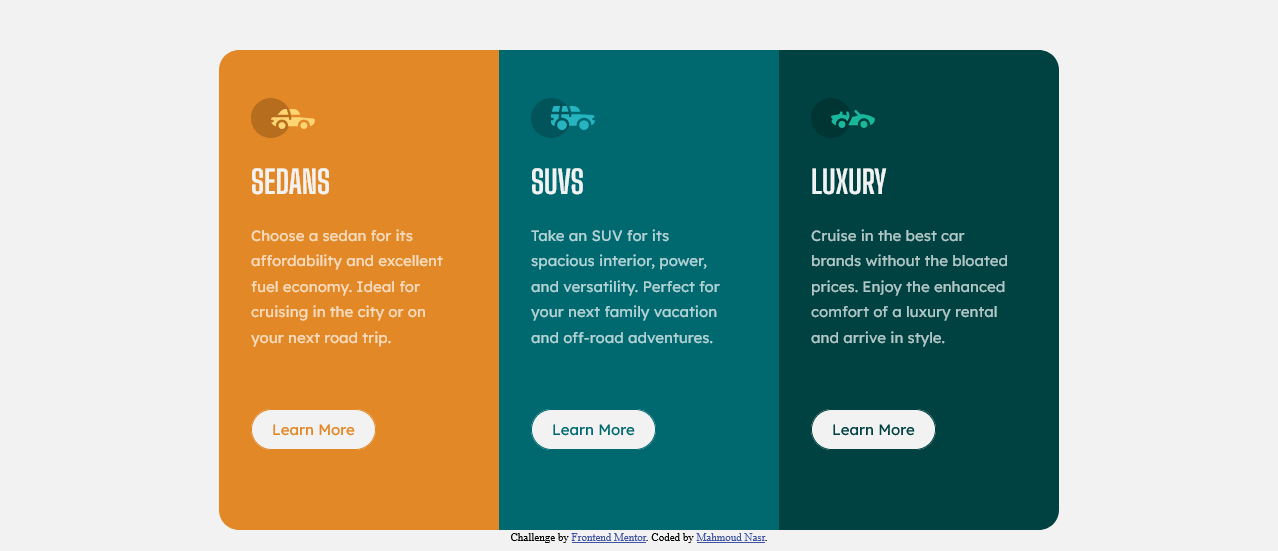 SEDANS
Choose a sedan for its
affordability and excellent
fuel economy. Ideal for
cruising in the city or on
your next road trip.
Learn More
SUVS
Take an SUV for its
spacious interior, power,
and versatility. Perfect for
your next family vacation
and off-road adventures.
Learn More
LUXURY
Cruise in the best car
brands without the bloated
prices. Enjoy the enhanced
comfort of a luxury rental
and arrive in style.
Learn More
Challenge by Frontend Mentor. Coded by Mahmoud Nasr.